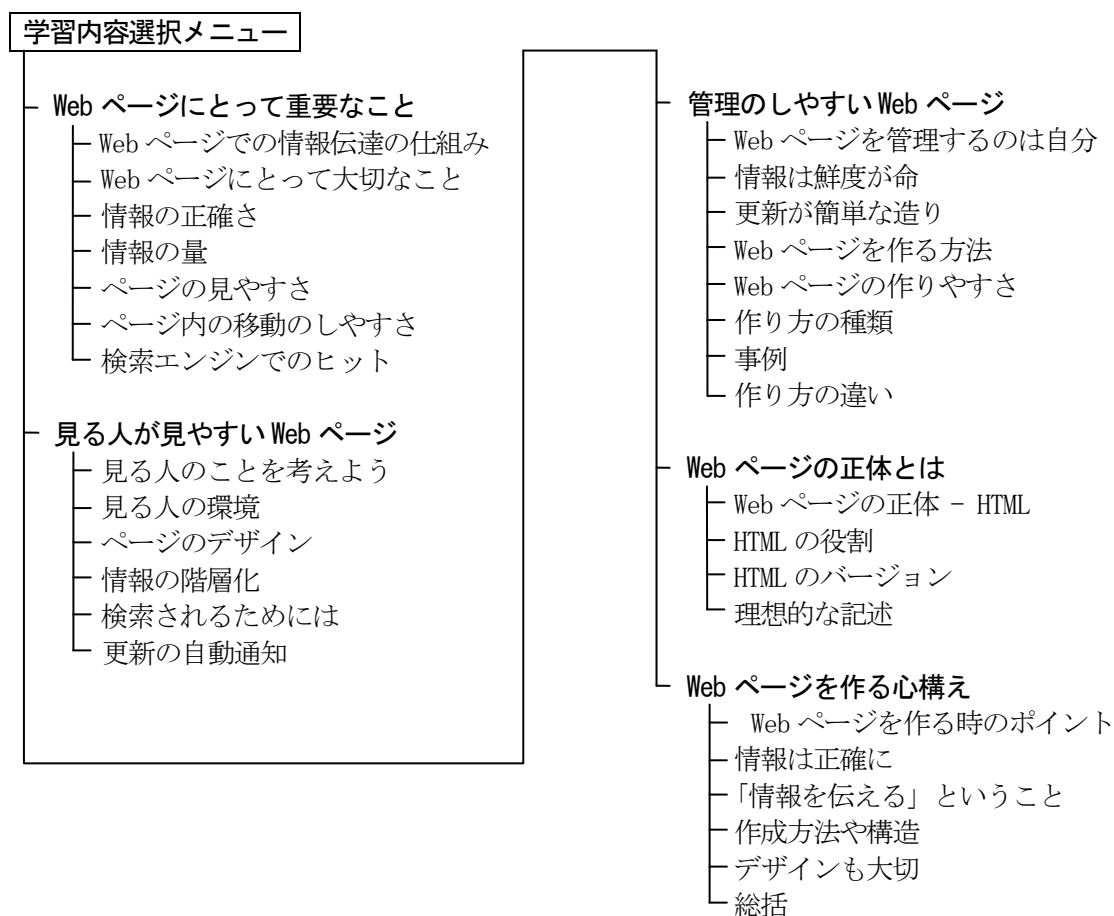 学習内容選択メニュー
Web ページにとって重要なこと
Web ページでの情報伝達の仕組み
Web ページにとって大切なこと
情報の正確さ
情報の量
ページの見やすさ
ページ内の移動のしやすさ
検索エンジンでのヒット
見る人が見やすい Web ページ
見る人のことを考えよう
見る人の環境
ページのデザイン
情報の階層化
検索されるためには
更新の自動通知
管理のしやすい Web ページ
Web ページを管理するのは自分
情報は鮮度が命
更新が簡単な造り
Web ページを作る方法
Web ページの作りやすさ
作り方の種類
事例
作り方の違い
Web ページの正体とは
Web ページの正体 － HTML
HTML の役割
HTML のバージョン
理想的な記述
Web ページを作る心構え
Web ページを作る時のポイント
情報は正確に
「情報を伝える」ということ
作成方法や構造
デザインも大切
総括